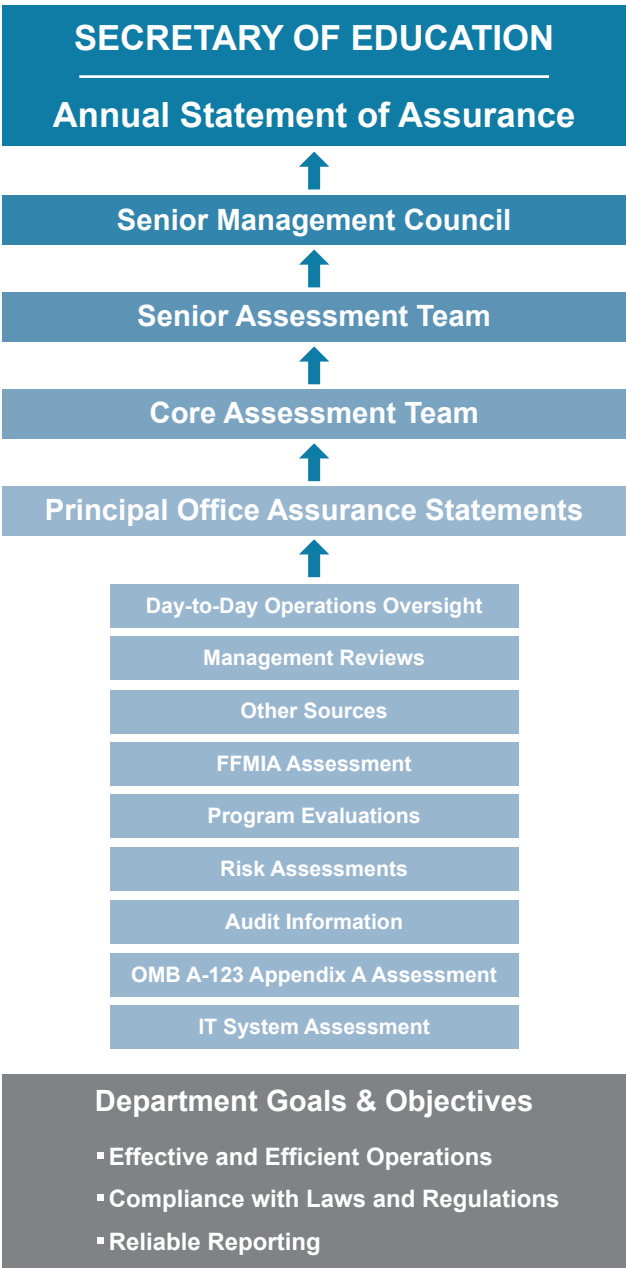 SECRETARY OF EDUCATION
Annual Statement of Assurance
Senior Management Council
Senior Assessment Team
Core Assessment Team
Principal Office Assurance Statements
Day-to-Day Operations Oversight
Management Reviews
Other Sources
FFMIA Assessment
Program Evaluations
Risk Assessments
Audit Information
OMB A-123 Appendix A Assessment
IT System Assessment
Department Goals & Objectives
▪ Effective and Efficient Operations
▪ Compliance with Laws and Regulations
▪ Reliable Reporting